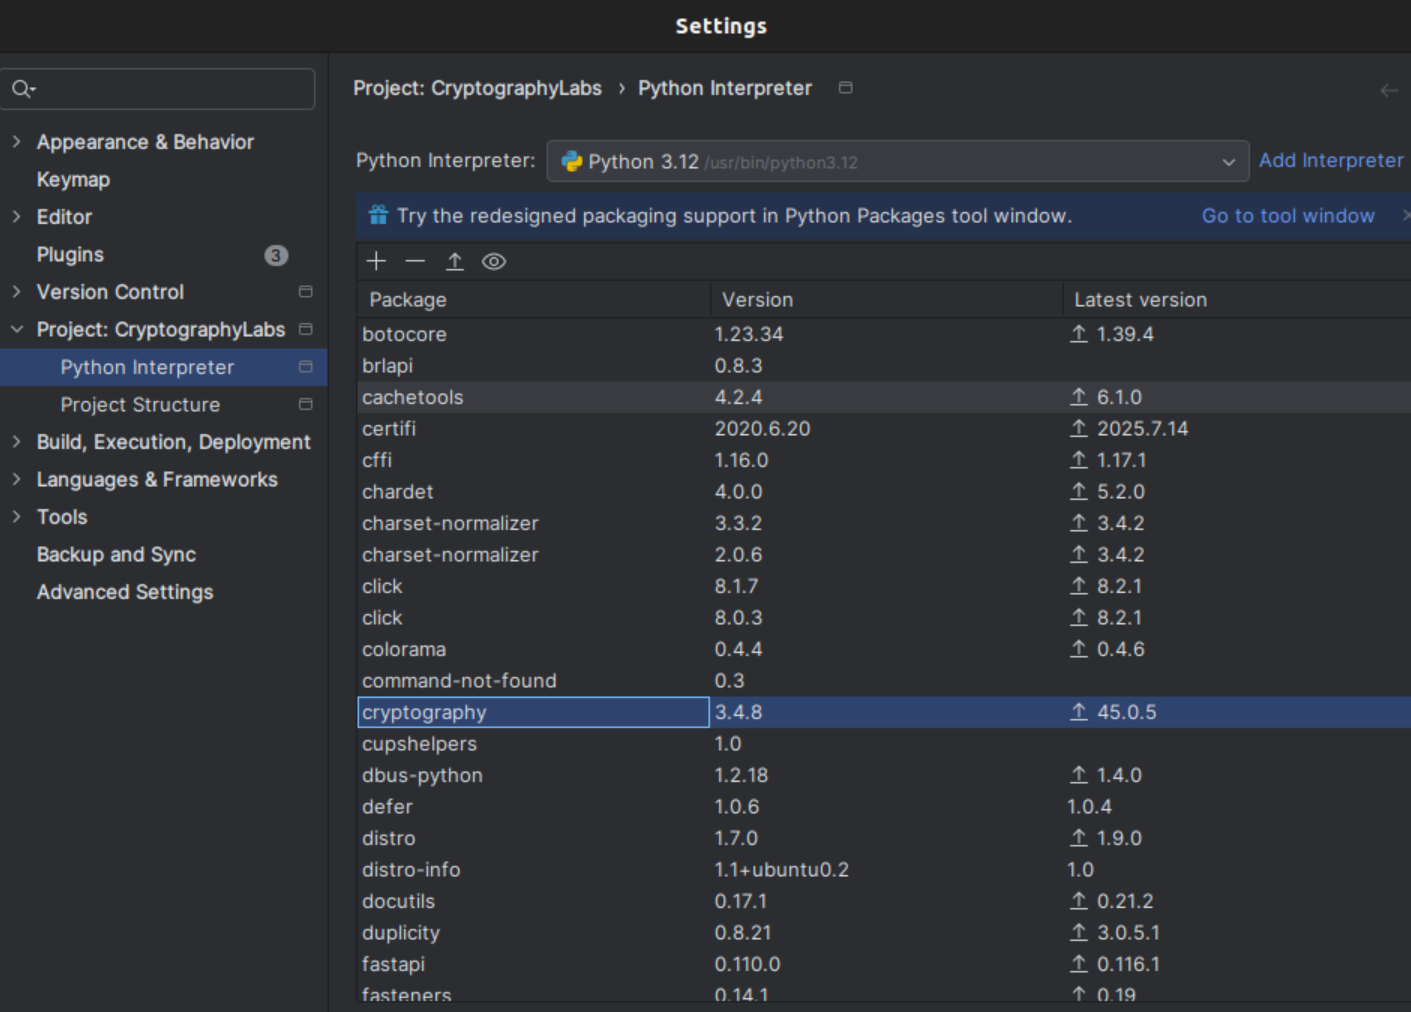 Settings
Appearance & Behavior
Keymap
Editor
Plugins 3
Version Control
Project: CryptographyLabs
Python Interpreter
Project Structure
Build, Execution, Deployment
Languages & Frameworks
Tools
Backup and Sync
Advanced Settings
Project: CryptographyLabs › Python Interpreter
Python Interpreter: Python 3.12 /usr/bin/python3.12 Add Interpreter
Try the redesigned packaging support in Python Packages tool window. Go to tool window
Package Version Latest version
botocore 1.23.34 1.39.4
brlapi 0.8.3
cachetools 4.2.4 6.1.0
certifi 2020.6.20 2025.7.14
cffi 1.16.0 1.17.1
chardet 4.0.0 5.2.0
charset-normalizer 3.3.2 3.4.2
charset-normalizer 2.0.6 3.4.2
click 8.1.7 8.2.1
click 8.0.3 8.2.1
colorama 0.4.4 0.4.6
command-not-found 0.3
cryptography 3.4.8 45.0.5
cupshelpers 1.0
dbus-python 1.2.18 1.4.0
defer 1.0.6 1.0.4
distro 1.7.0 1.9.0
distro-info 1.1+ubuntu0.2 1.0
docutils 0.17.1 0.21.2
duplicity 0.8.21 3.0.5.1
fastapi 0.110.0 0.116.1
fasteners 0.14.1 0.19